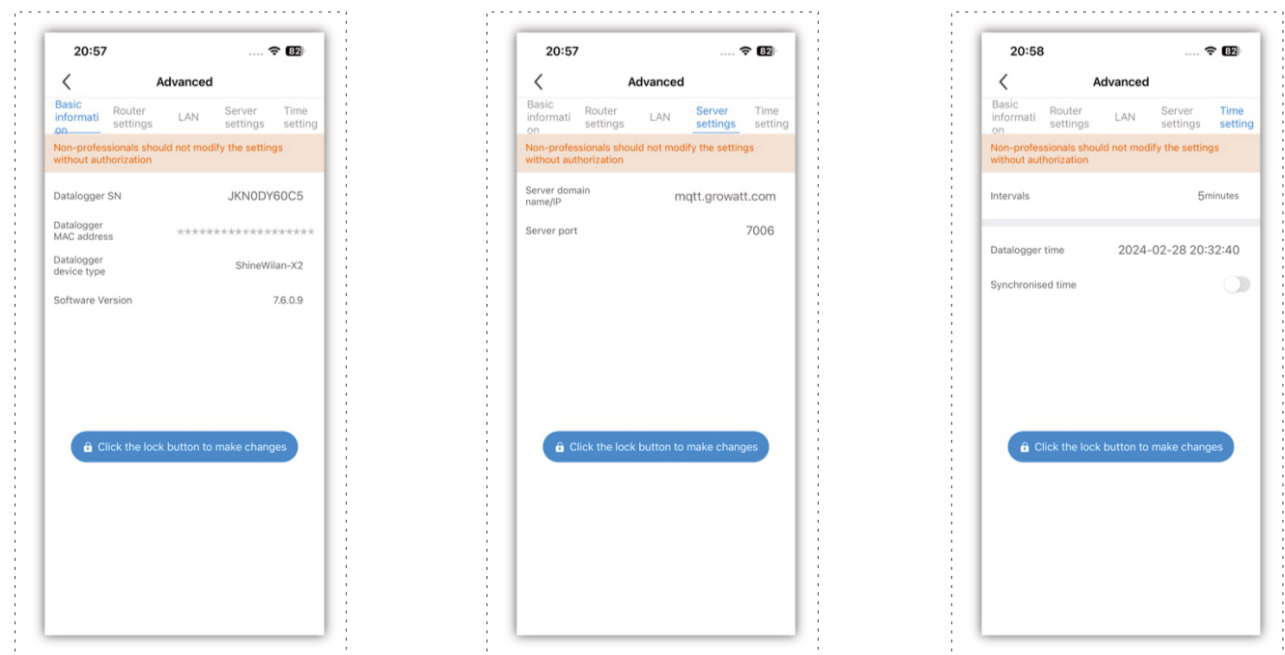 20:57
82
Advanced
Basic
informati
on
Router
settings
LAN
Server
settings
Time
setting
Non-professionals should not modify the settings
without authorization
Datalogger SN
JKN0DY60C5
Datalogger
MAC address
*******************
Datalogger
device type
ShineWilan-X2
Software Version
7.6.0.9
Click the lock button to make changes
20:57
82
Advanced
Basic
informati
on
Router
settings
LAN
Server
settings
Time
setting
Non-professionals should not modify the settings
without authorization
Server domain
name/IP
mqtt.growatt.com
Server port
7006
Click the lock button to make changes
20:58
82
Advanced
Basic
informati
on
Router
settings
LAN
Server
settings
Time
setting
Non-professionals should not modify the settings
without authorization
Intervals
5minutes
Datalogger time
2024-02-28 20:32:40
Synchronised time
Click the lock button to make changes